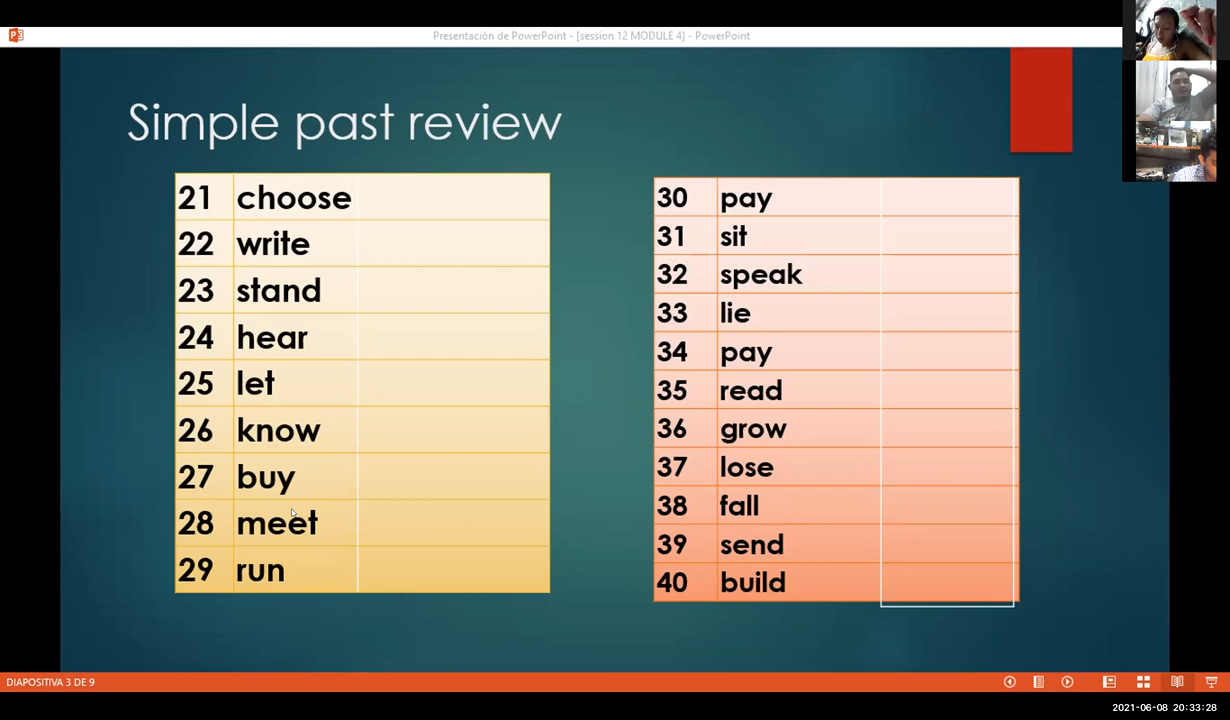 Presentación de PowerPoint - [session 12 MODULE 4] - PowerPoint
Simple past review
21 choose
22 write
23 stand
24 hear
25 let
26 know
27 buy
28 meet
29 run
30 pay
31 sit
32 speak
33 lie
34 pay
35 read
36 grow
37 lose
38 fall
39 send
40 build
DIAPOSITIVA 3 DE 9
2021-06-08 20:33:28